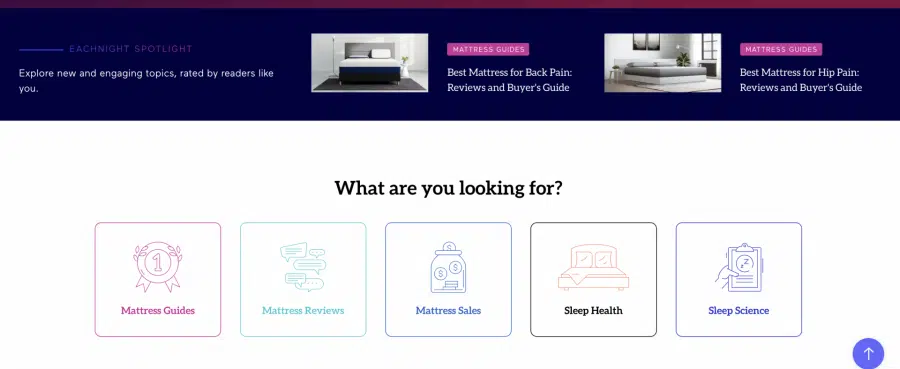 EACHNIGHT SPOTLIGHT
Explore new and engaging topics, rated by readers like
you.
MATTRESS GUIDES
Best Mattress for Back Pain:
Reviews and Buyer's Guide
MATTRESS GUIDES
Best Mattress for Hip Pain:
Reviews and Buyer's Guide
What are you looking for?
1
Mattress Guides
Mattress Reviews
$
$ $
Mattress Sales
Sleep Health
z z
Sleep Science